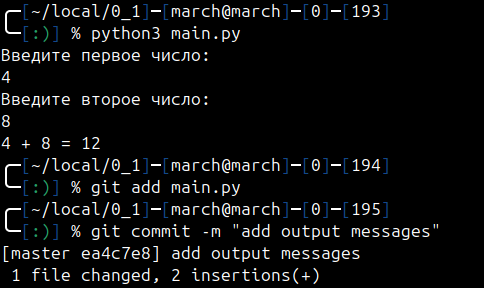 ┌─[~/local/0_1]─[march@march]─[0]─[193]
└─[:)] % python3 main.py
Введите первое число:
4
Введите второе число:
8
4 + 8 = 12
┌─[~/local/0_1]─[march@march]─[0]─[194]
└─[:)] % git add main.py
┌─[~/local/0_1]─[march@march]─[0]─[195]
└─[:)] % git commit -m "add output messages"
[master ea4c7e8] add output messages
 1 file changed, 2 insertions(+)